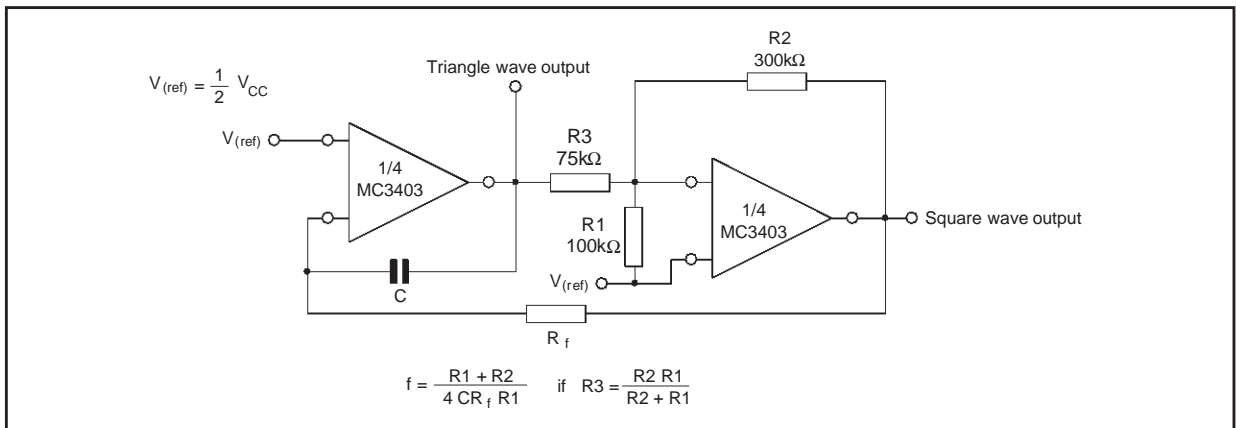 V(ref) = 1/2 VCC
Triangle wave output
R2
300kΩ
V(ref)
1/4
MC3403
R3
75kΩ
R1
100kΩ
1/4
MC3403
Square wave output
V(ref)
C
R f
f = R1 + R2 / 4 CR f R1 if R3 = R2 R1 / R2 + R1